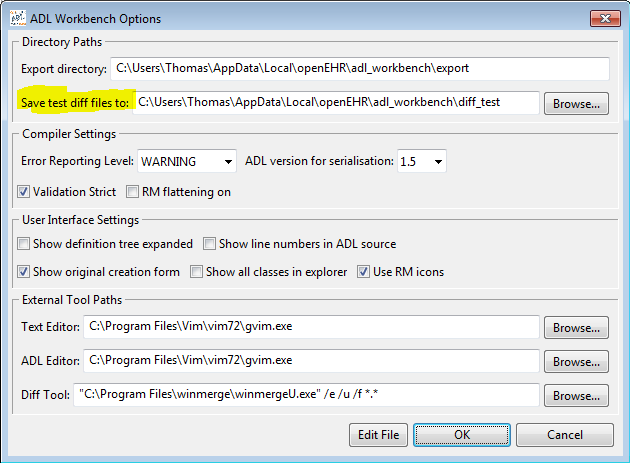 ADL Workbench Options
Directory Paths
Export directory: C:\Users\Thomas\AppData\Local\openEHR\adl_workbench\export
Save test diff files to: C:\Users\Thomas\AppData\Local\openEHR\adl_workbench\diff_test Browse...
Compiler Settings
Error Reporting Level: WARNING ADL version for serialisation: 1.5
Validation Strict RM flattening on
User Interface Settings
Show definition tree expanded Show line numbers in ADL source
Show original creation form Show all classes in explorer Use RM icons
External Tool Paths
Text Editor: C:\Program Files\Vim\vim72\gvim.exe Browse...
ADL Editor: C:\Program Files\Vim\vim72\gvim.exe Browse...
Diff Tool: "C:\Program Files\winmerge\winmergeU.exe" /e /u /f *.* Browse...
Edit File OK Cancel